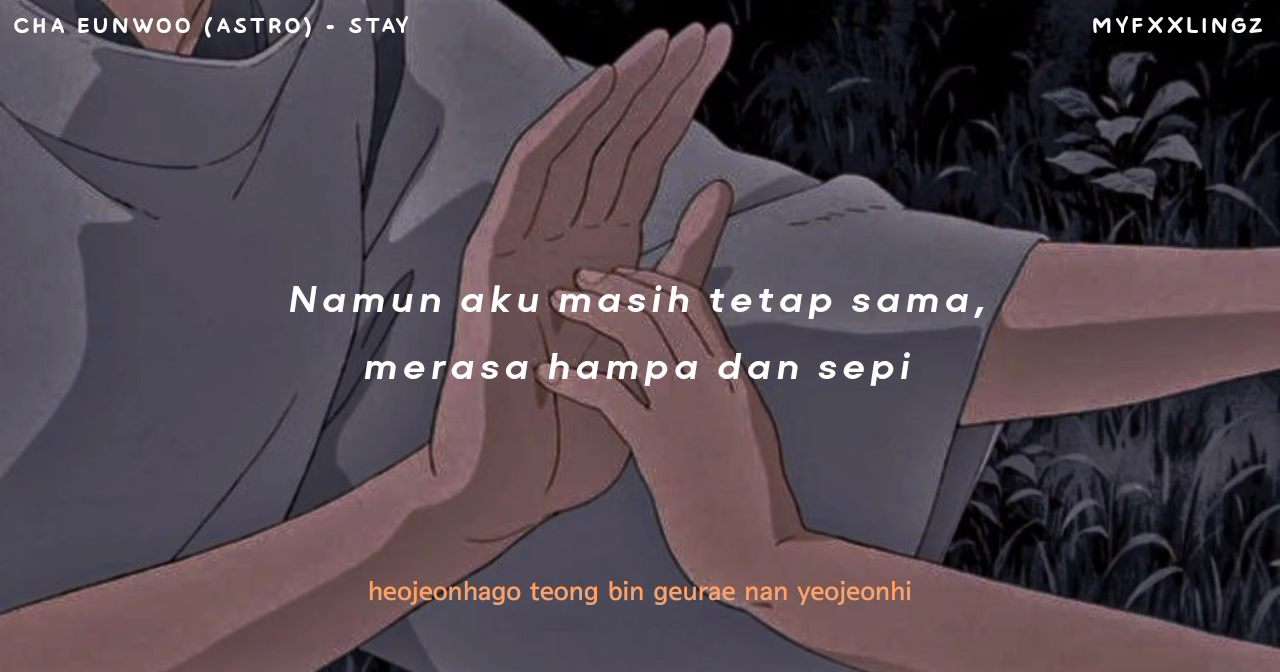 CHA EUNWOO (ASTRO) - STAY
MYFXXLINGZ
Namun aku masih tetap sama,
merasa hampa dan sepi
heojeonhago teong bin geurae nan yeojeonhi